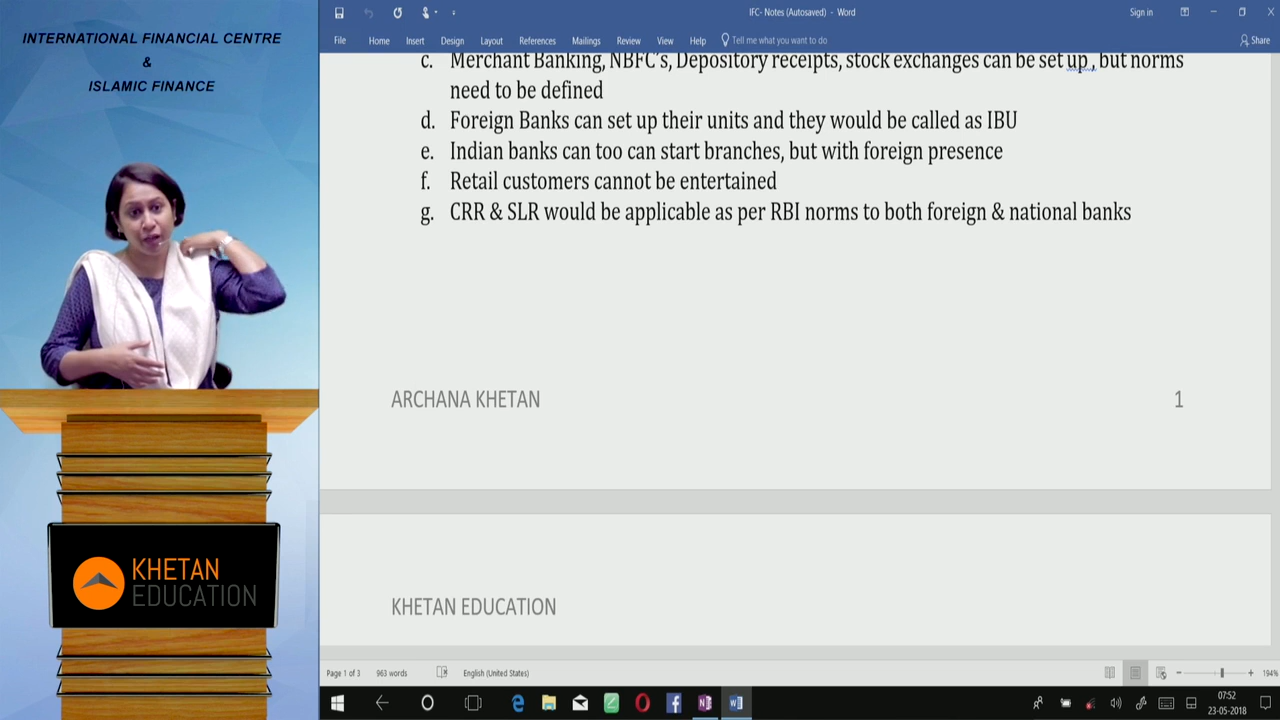 INTERNATIONAL FINANCIAL CENTRE
&
ISLAMIC FINANCE
KHETAN
EDUCATION
IFC- Notes (Autosaved) - Word
Sign in
File Home Insert Design Layout References Mailings Review View Help Tell me what you want to do Share
c. Merchant Banking, NBFC's, Depository receipts, stock exchanges can be set up , but norms
need to be defined
d. Foreign Banks can set up their units and they would be called as IBU
e. Indian banks can too can start branches, but with foreign presence
f. Retail customers cannot be entertained
g. CRR & SLR would be applicable as per RBI norms to both foreign & national banks
ARCHANA KHETAN 1
KHETAN EDUCATION
Page 1 of 3 963 words English (United States) 194%
07:52
23-05-2018